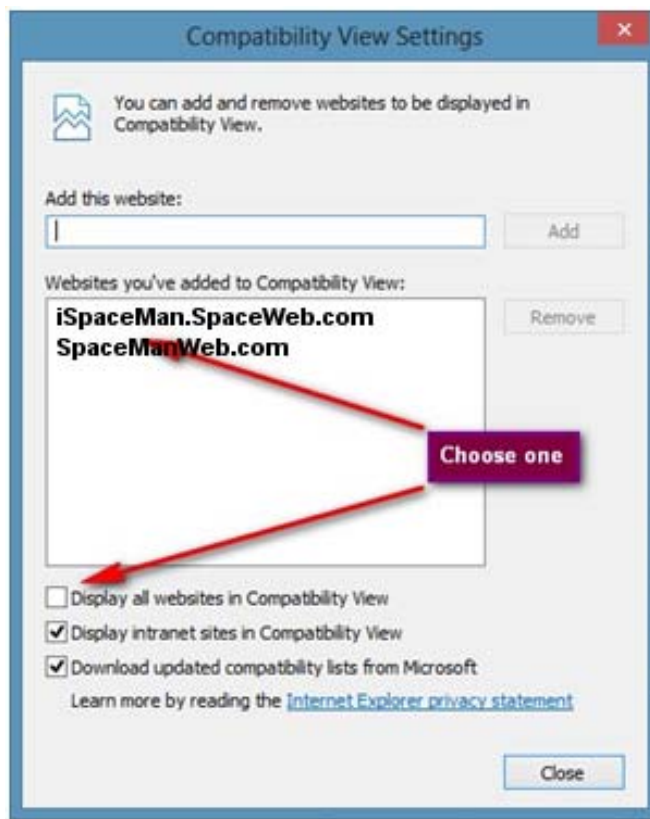 Compatibility View Settings
You can add and remove websites to be displayed in
Compatibility View.
Add this website:
Add
Websites you've added to Compatibility View:
iSpaceMan.SpaceWeb.com
SpaceManWeb.com
Remove
Choose one
Display all websites in Compatibility View
Display intranet sites in Compatibility View
Download updated compatibility lists from Microsoft
Learn more by reading the Internet Explorer privacy statement
Close